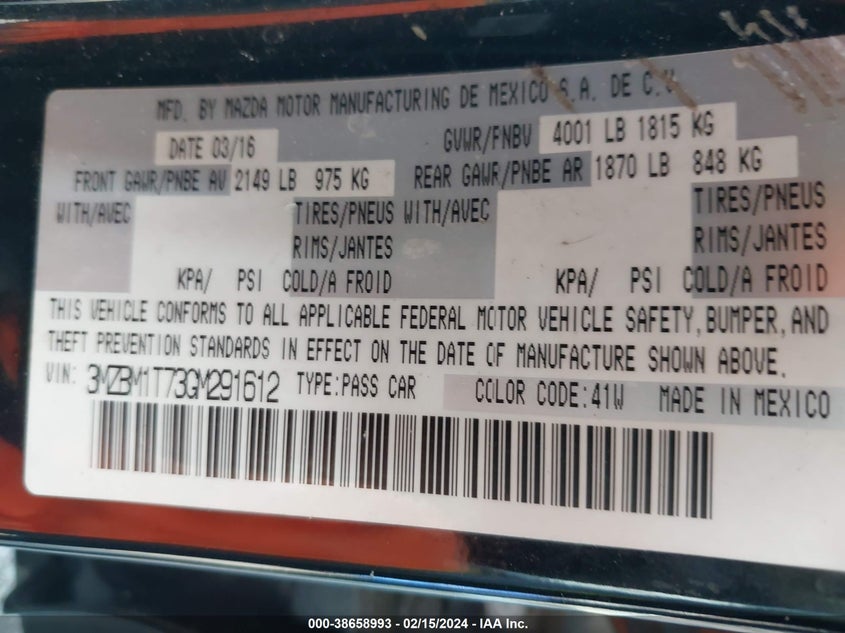 MFD. BY MAZDA MOTOR MANUFACTURING DE MEXICO S.A. DE C.V
DATE 03/16 GVWR/FNBV 4001 LB 1815 KG
FRONT GAWR/PNBE AV 2149 LB 975 KG REAR GAWR/PNBE AR 1870 LB 848 KG
WITH/AVEC TIRES/PNEUS WITH/AVEC TIRES/PNEUS
RIMS/JANTES RIMS/JANTES
KPA/ PSI COLD/A FROID KPA/ PSI COLD/A FROID
THIS VEHICLE CONFORMS TO ALL APPLICABLE FEDERAL MOTOR VEHICLE SAFETY, BUMPER, AND
THEFT PREVENTION STANDARDS IN EFFECT ON THE DATE OF MANUFACTURE SHOWN ABOVE.
VIN: 3MZBM1T73GM291612 TYPE:PASS CAR COLOR CODE:41W MADE IN MEXICO
000-38658993 - 02/15/2024 - IAA Inc.